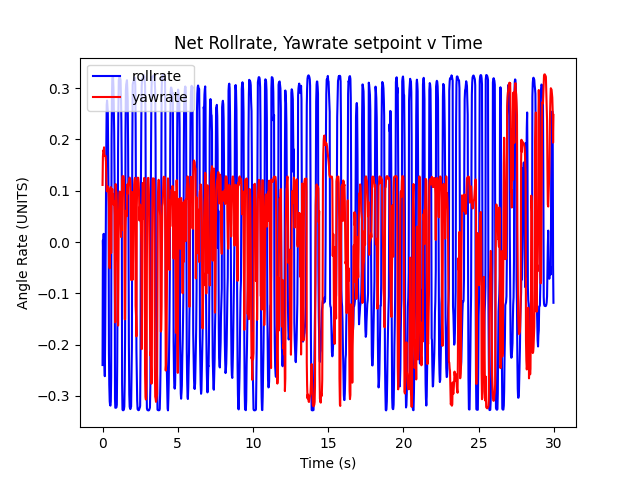 Net Rollrate, Yawrate setpoint v Time
rollrate
yawrate
Angle Rate (UNITS)
0.3
0.2
0.1
0.0
−0.1
−0.2
−0.3
0 5 10 15 20 25 30
Time (s)